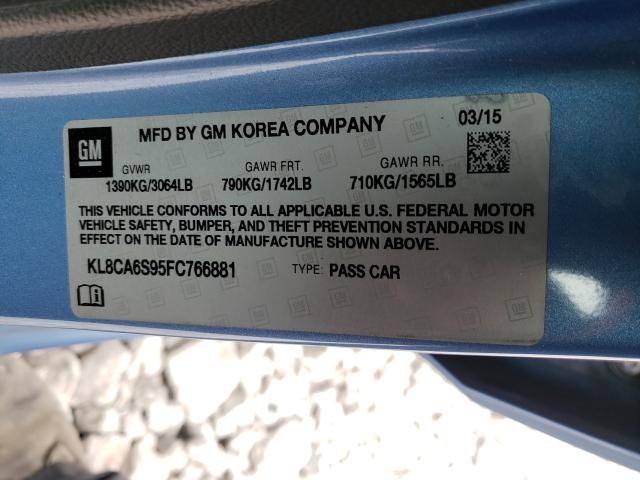 GM
MFD BY GM KOREA COMPANY 03/15
GVWR GAWR FRT. GAWR RR.
1390KG/3064LB 790KG/1742LB 710KG/1565LB
THIS VEHICLE CONFORMS TO ALL APPLICABLE U.S. FEDERAL MOTOR
VEHICLE SAFETY, BUMPER, AND THEFT PREVENTION STANDARDS IN
EFFECT ON THE DATE OF MANUFACTURE SHOWN ABOVE.
KL8CA6S95FC766881 TYPE: PASS CAR